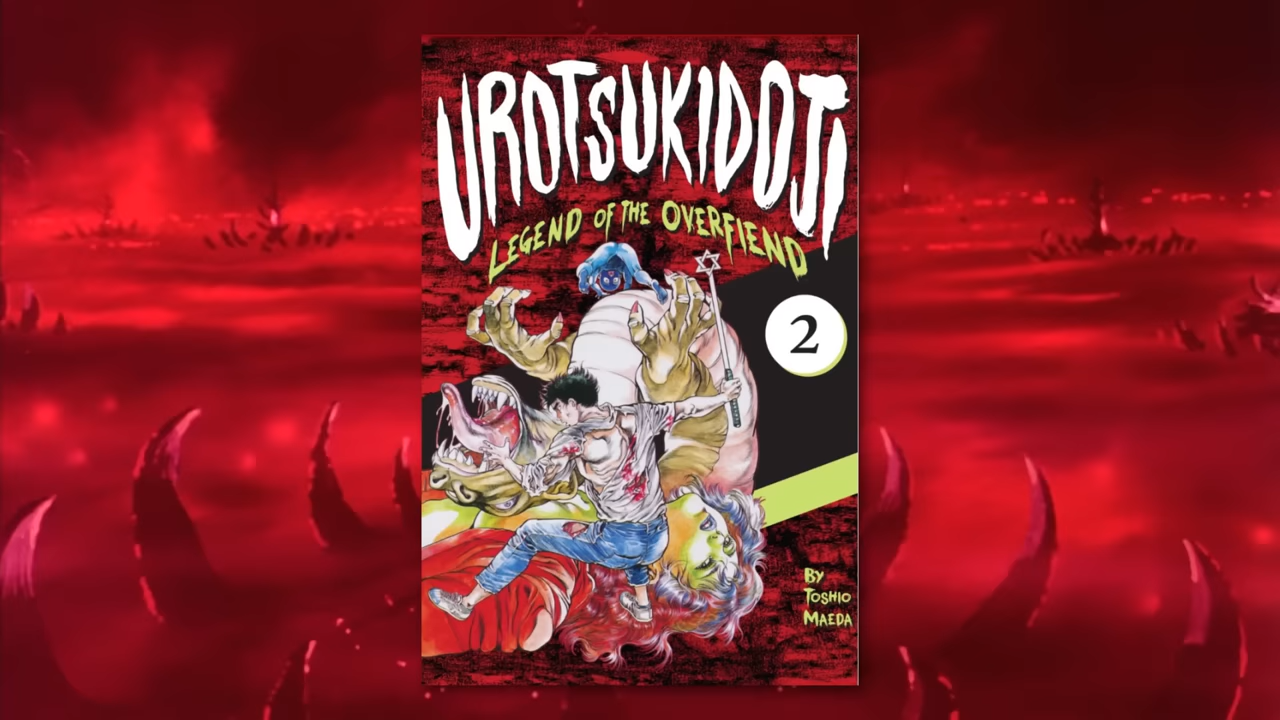 UROTSUKIDOJI
LEGEND OF THE OVERFIEND
2
BY
TOSHIO
MAEDA